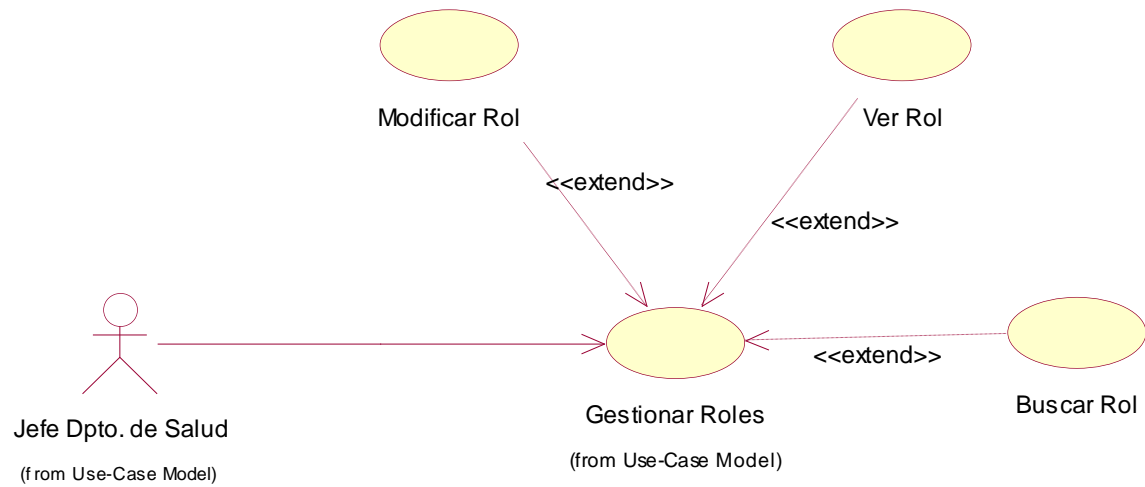 Modificar Rol
Ver Rol
<<extend>>
<<extend>>
<<extend>>
Jefe Dpto. de Salud
(from Use-Case Model)
Gestionar Roles
(from Use-Case Model)
Buscar Rol